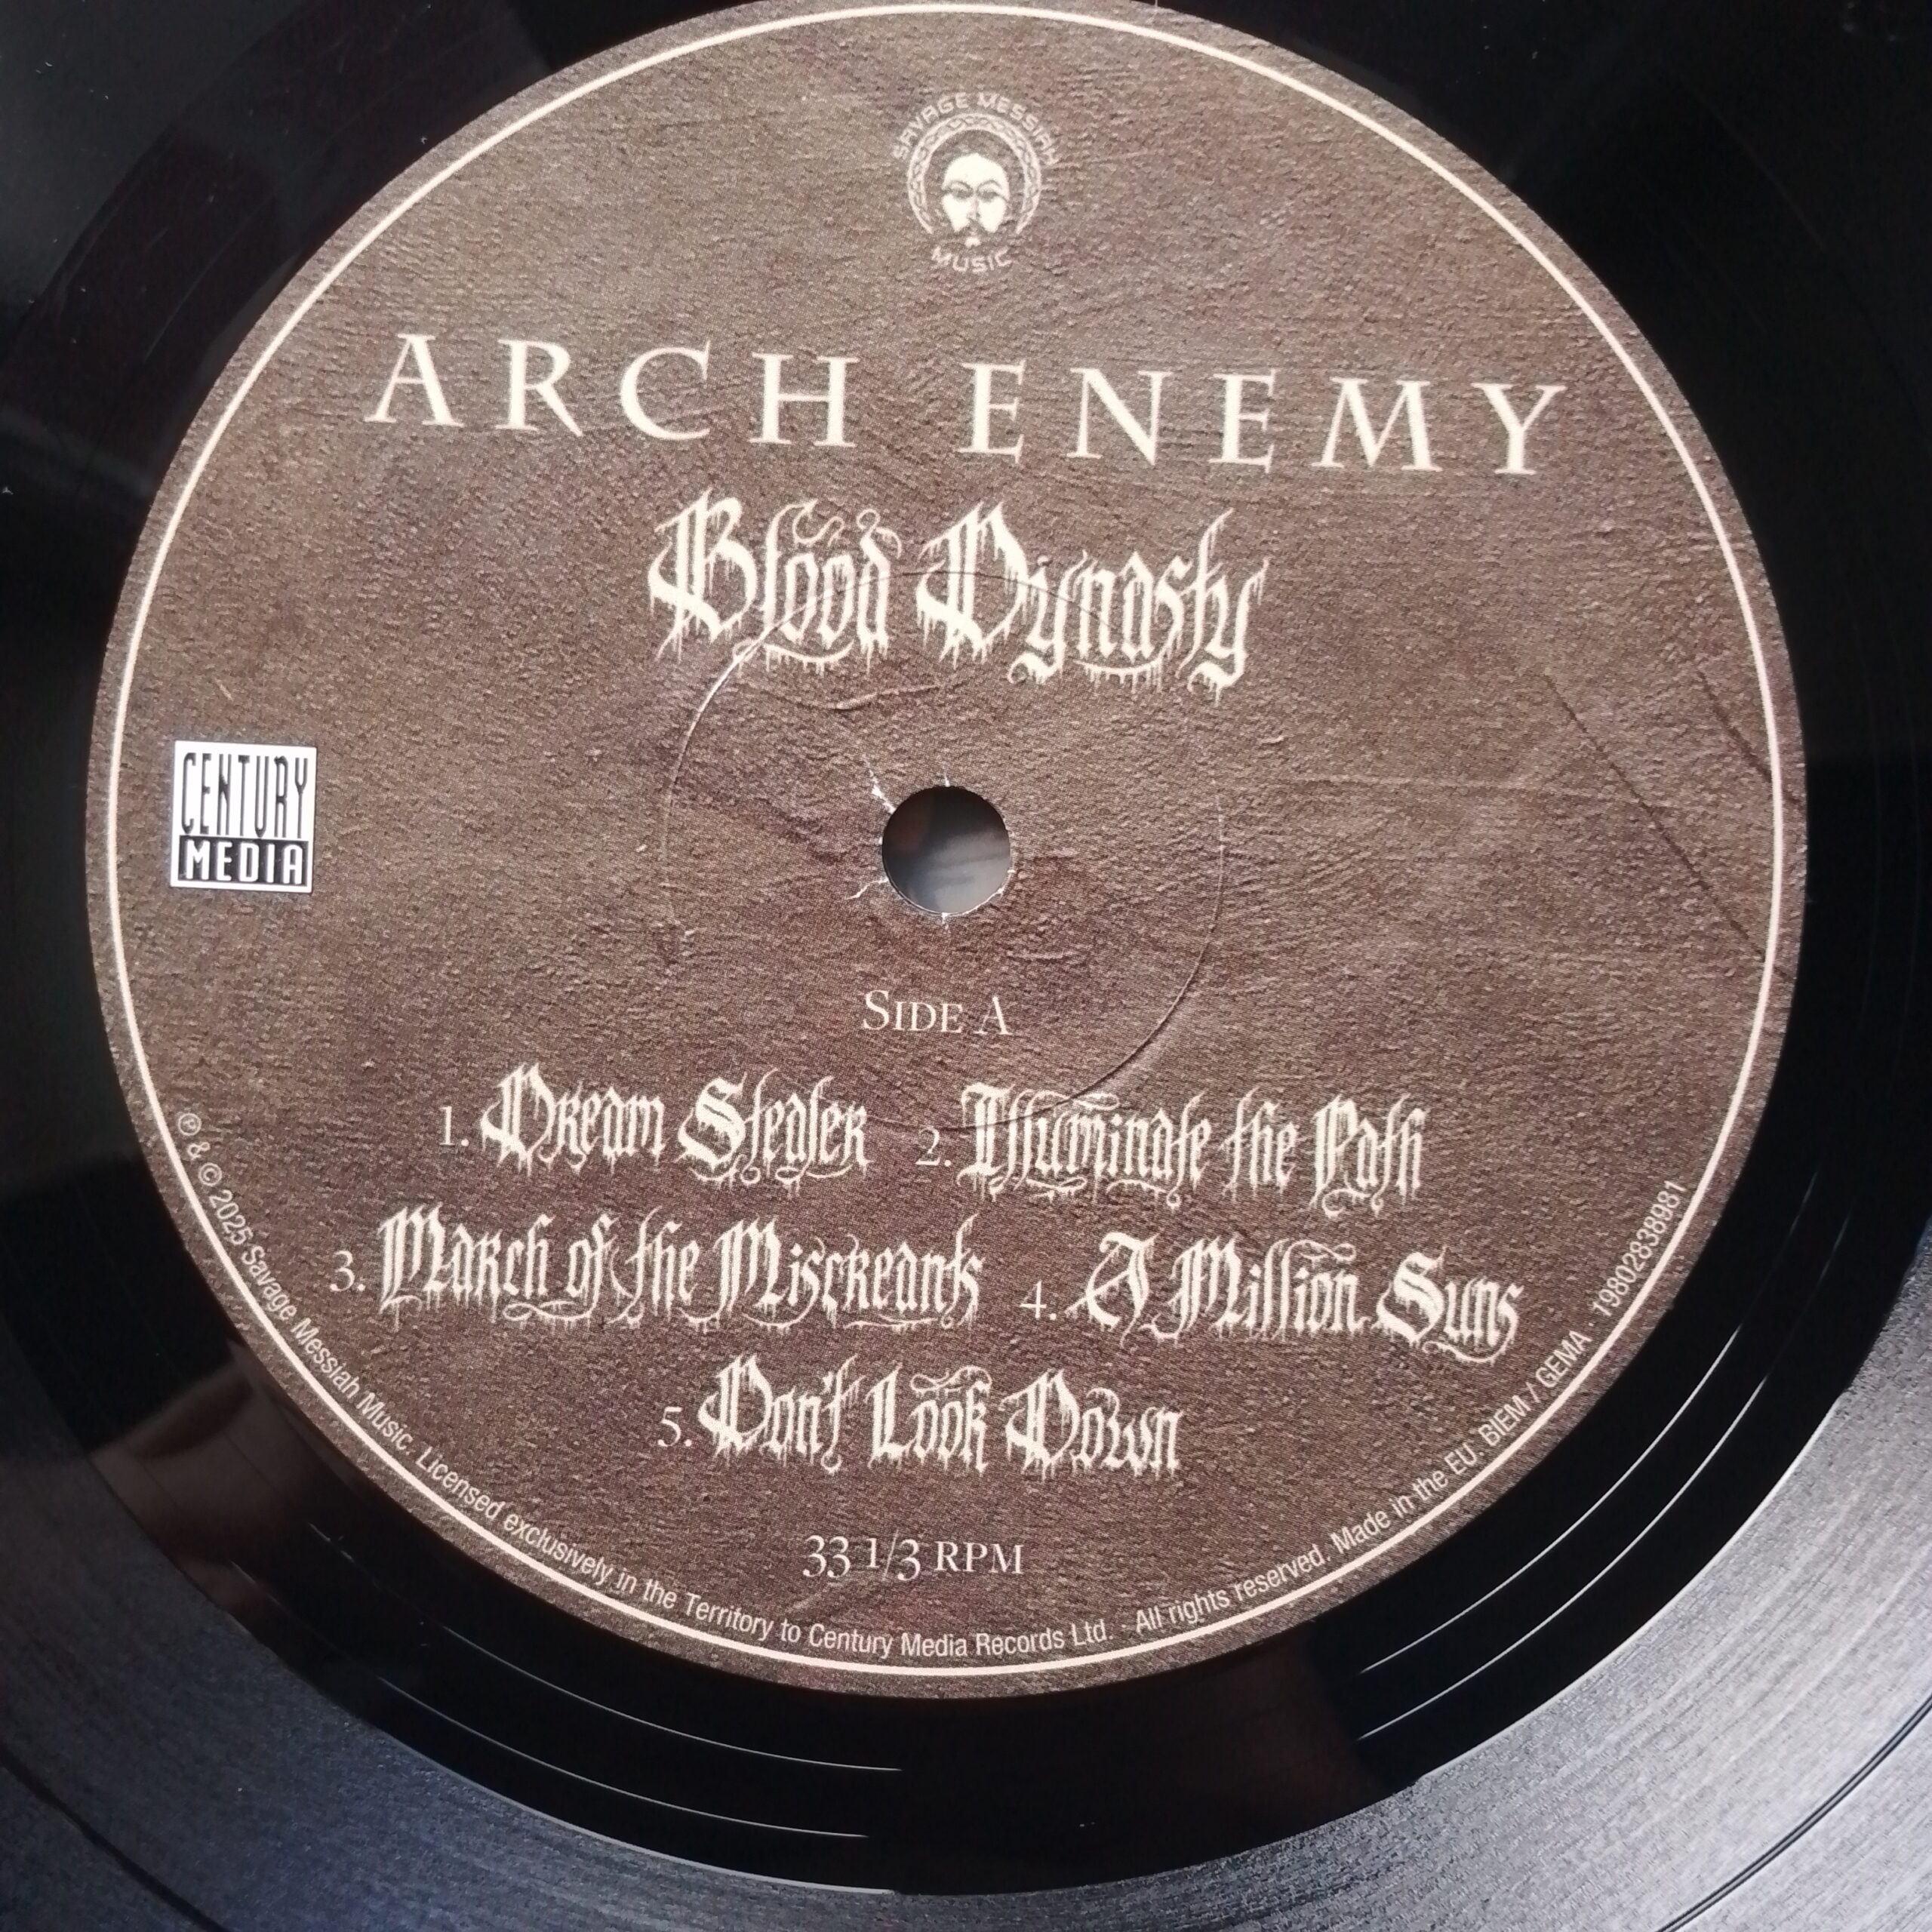 SAVAGE MESSIAH
MUSIC
ARCH ENEMY
Blood Dynasty
CENTURY
MEDIA
SIDE A
1. Dream Stealer 2. Illuminate the Path
3. March of the Miscreants 4. A Million Suns
5. Don't Look Down
33 1/3 RPM
℗ & © 2025 Savage Messiah Music. Licensed exclusively in the Territory to Century Media Records Ltd. · All rights reserved. Made in the EU. BIEM / GEMA · 19802838981